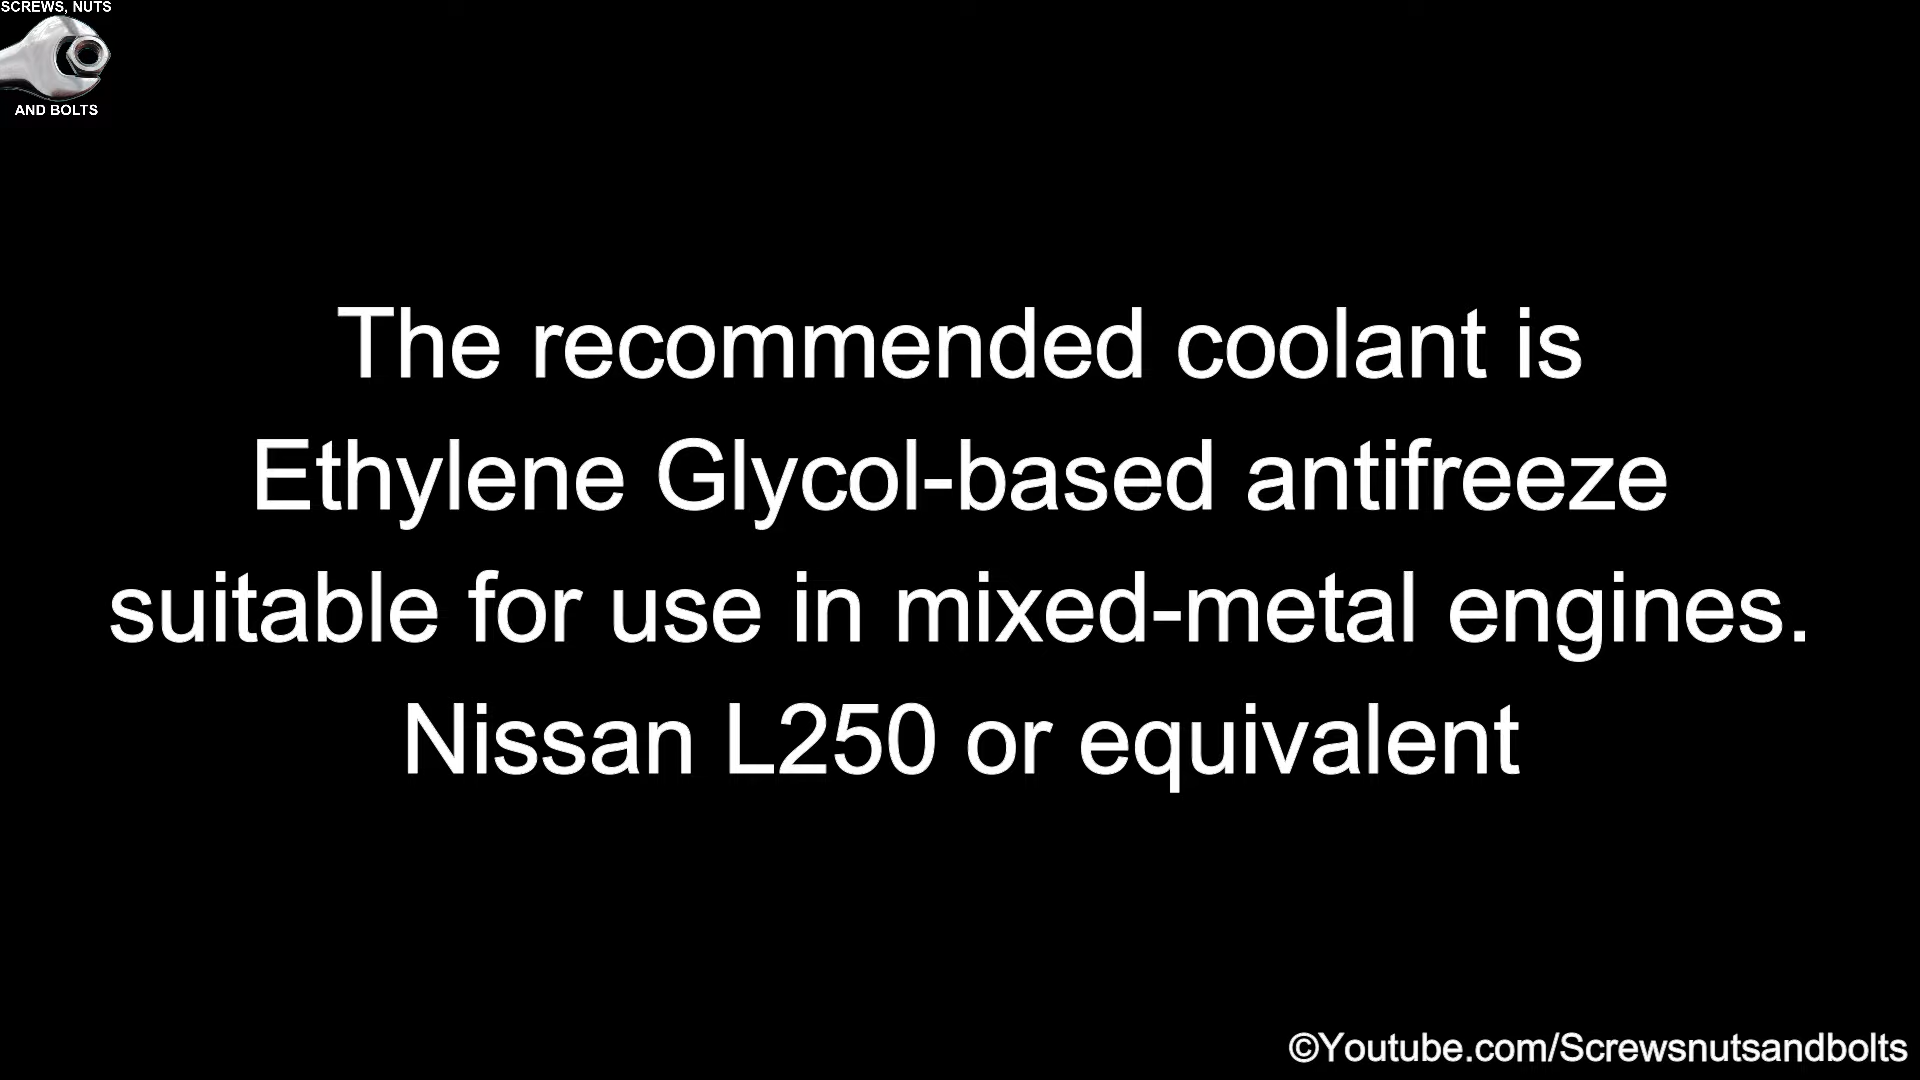 SCREWS, NUTS
AND BOLTS
The recommended coolant is
Ethylene Glycol-based antifreeze
suitable for use in mixed-metal engines.
Nissan L250 or equivalent
©Youtube.com/Screwsnutsandbolts